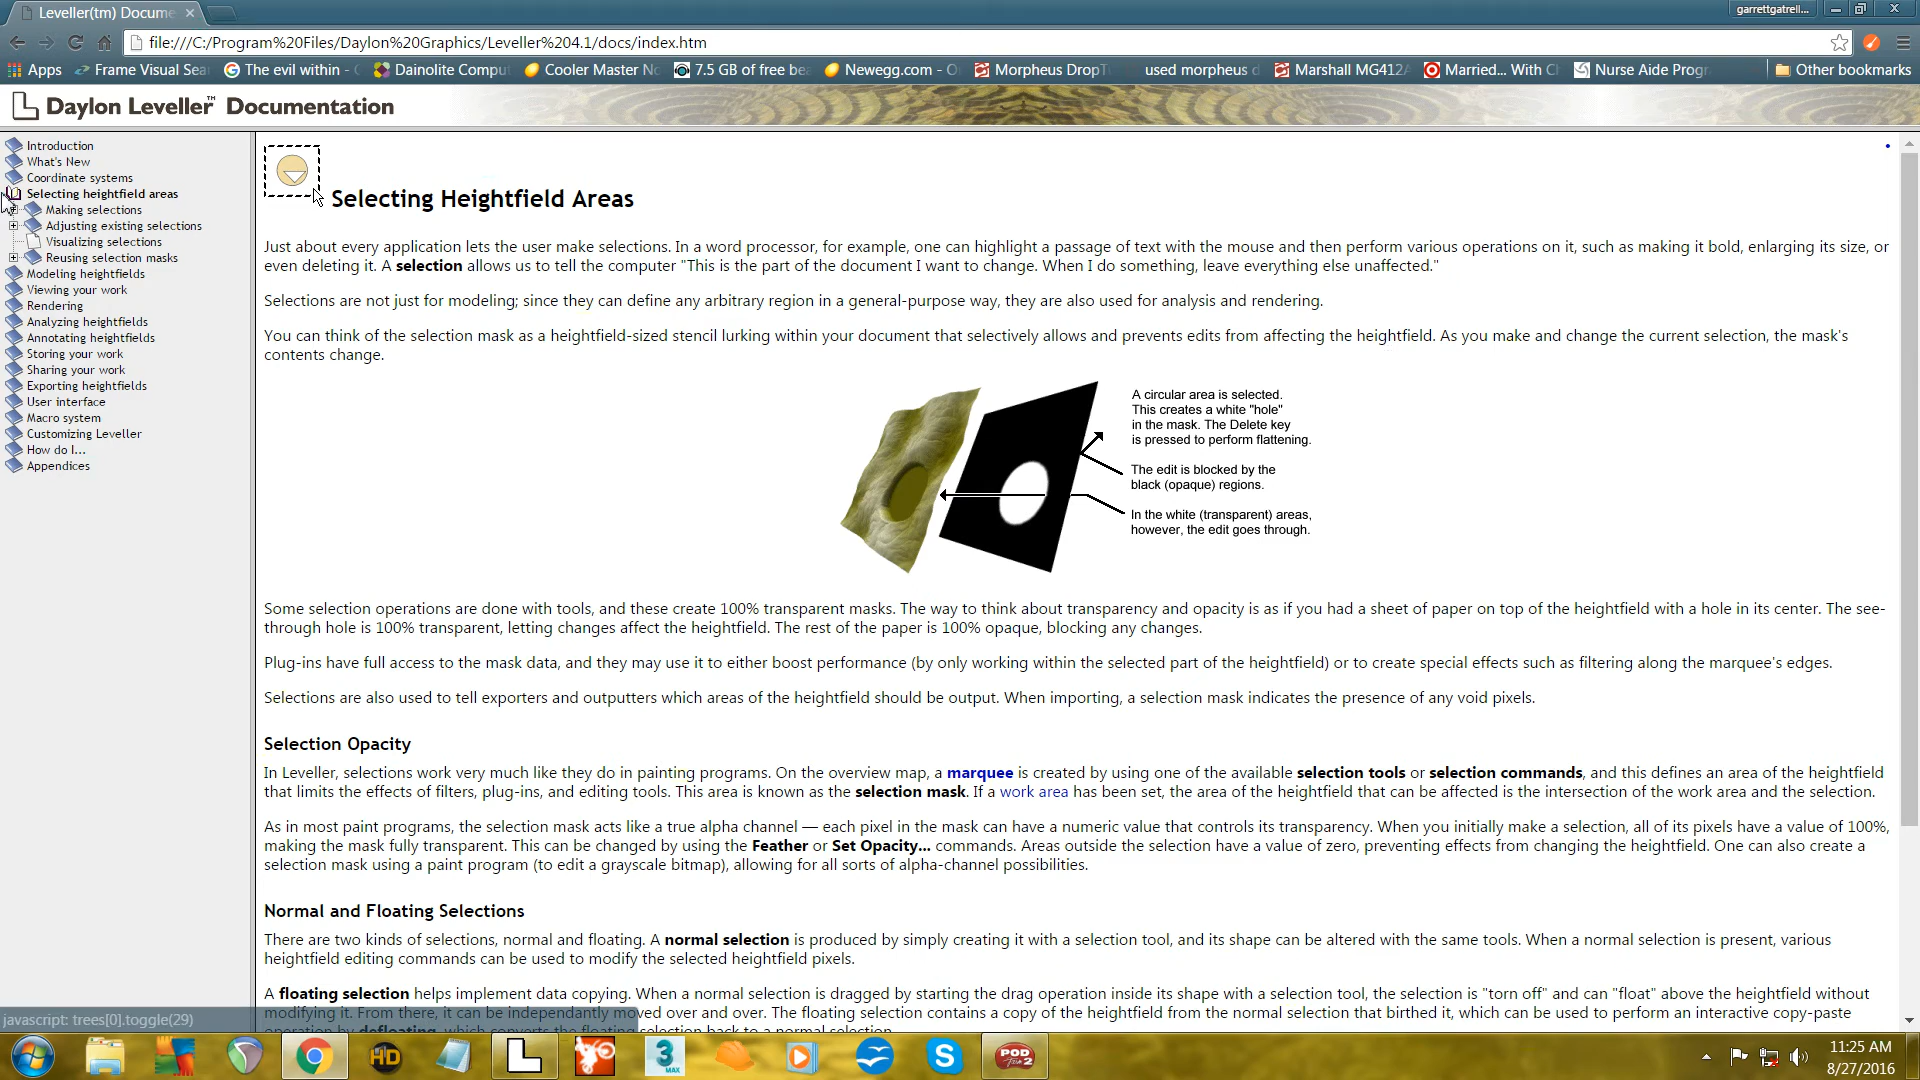 Leveller(tm) Docume
garrettgatrell...
file:///C:/Program%20Files/Daylon%20Graphics/Leveller%204.1/docs/index.htm
Apps Frame Visual Sea The evil within - Dainolite Compu Cooler Master No 7.5 GB of free bea Newegg.com - O Morpheus DropT used morpheus d Marshall MG412A Married... With Ch Nurse Aide Prog Other bookmarks
Daylon Leveller™ Documentation
Introduction
What's New
Coordinate systems
Selecting heightfield areas
Making selections
Adjusting existing selections
Visualizing selections
Reusing selection masks
Modeling heightfields
Viewing your work
Rendering
Analyzing heightfields
Annotating heightfields
Storing your work
Sharing your work
Exporting heightfields
User interface
Macro system
Customizing Leveller
How do I...
Appendices
Selecting Heightfield Areas
Just about every application lets the user make selections. In a word processor, for example, one can highlight a passage of text with the mouse and then perform various operations on it, such as making it bold, enlarging its size, or
even deleting it. A selection allows us to tell the computer "This is the part of the document I want to change. When I do something, leave everything else unaffected."
Selections are not just for modeling; since they can define any arbitrary region in a general-purpose way, they are also used for analysis and rendering.
You can think of the selection mask as a heightfield-sized stencil lurking within your document that selectively allows and prevents edits from affecting the heightfield. As you make and change the current selection, the mask's
contents change.
A circular area is selected.
This creates a white "hole"
in the mask. The Delete key
is pressed to perform flattening.
The edit is blocked by the
black (opaque) regions.
In the white (transparent) areas,
however, the edit goes through.
Some selection operations are done with tools, and these create 100% transparent masks. The way to think about transparency and opacity is as if you had a sheet of paper on top of the heightfield with a hole in its center. The see-
through hole is 100% transparent, letting changes affect the heightfield. The rest of the paper is 100% opaque, blocking any changes.
Plug-ins have full access to the mask data, and they may use it to either boost performance (by only working within the selected part of the heightfield) or to create special effects such as filtering along the marquee's edges.
Selections are also used to tell exporters and outputters which areas of the heightfield should be output. When importing, a selection mask indicates the presence of any void pixels.
Selection Opacity
In Leveller, selections work very much like they do in painting programs. On the overview map, a marquee is created by using one of the available selection tools or selection commands, and this defines an area of the heightfield
that limits the effects of filters, plug-ins, and editing tools. This area is known as the selection mask. If a work area has been set, the area of the heightfield that can be affected is the intersection of the work area and the selection.
As in most paint programs, the selection mask acts like a true alpha channel — each pixel in the mask can have a numeric value that controls its transparency. When you initially make a selection, all of its pixels have a value of 100%,
making the mask fully transparent. This can be changed by using the Feather or Set Opacity... commands. Areas outside the selection have a value of zero, preventing effects from changing the heightfield. One can also create a
selection mask using a paint program (to edit a grayscale bitmap), allowing for all sorts of alpha-channel possibilities.
Normal and Floating Selections
There are two kinds of selections, normal and floating. A normal selection is produced by simply creating it with a selection tool, and its shape can be altered with the same tools. When a normal selection is present, various
heightfield editing commands can be used to modify the selected heightfield pixels.
A floating selection helps implement data copying. When a normal selection is dragged by starting the drag operation inside its shape with a selection tool, the selection is "torn off" and can "float" above the heightfield without
modifying it. From there, it can be independantly moved over and over. The floating selection contains a copy of the heightfield from the normal selection that birthed it, which can be used to perform an interactive copy-paste
operation by defloating, which converts the floating selection back to a normal selection.
javascript: trees[0].toggle(29)
HD
3
MAX
POD
Farm
2
11:25 AM
8/27/2016